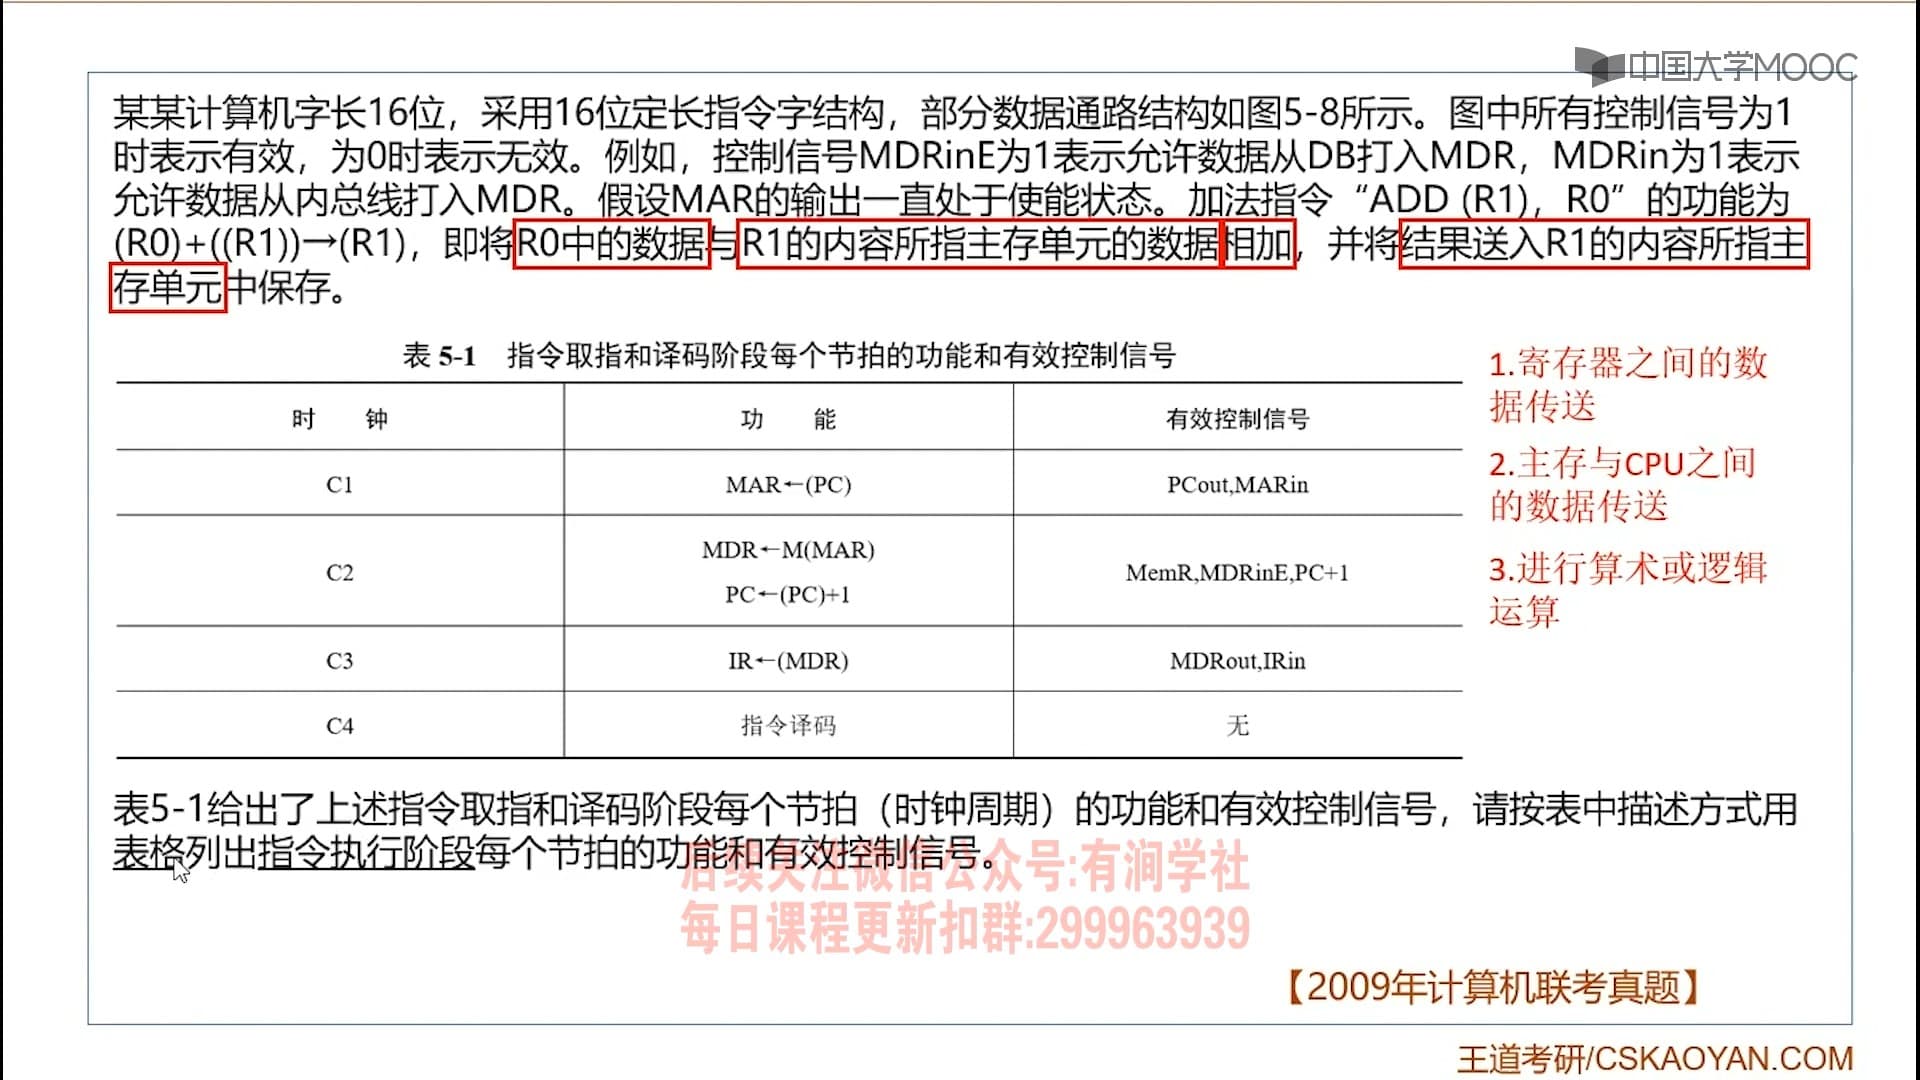 中国大学MOOC
某某计算机字长16位，采用16位定长指令字结构，部分数据通路结构如图5-8所示。图中所有控制信号为1
时表示有效，为0时表示无效。例如，控制信号MDRinE为1表示允许数据从DB打入MDR，MDRin为1表示
允许数据从内总线打入MDR。假设MAR的输出一直处于使能状态。加法指令“ADD (R1)，R0”的功能为
(R0)+((R1))→(R1)，即将R0中的数据与R1的内容所指主存单元的数据相加，并将结果送入R1的内容所指主
存单元中保存。
表 5-1 指令取指和译码阶段每个节拍的功能和有效控制信号
时 钟 功 能 有效控制信号
C1 MAR←(PC) PCout,MARin
C2 MDR←M(MAR) MemR,MDRinE,PC+1
PC←(PC)+1
C3 IR←(MDR) MDRout,IRin
C4 指令译码 无
1.寄存器之间的数
据传送
2.主存与CPU之间
的数据传送
3.进行算术或逻辑
运算
表5-1给出了上述指令取指和译码阶段每个节拍（时钟周期）的功能和有效控制信号，请按表中描述方式用
表格列出指令执行阶段每个节拍的功能和有效控制信号。
后续关注微信公众号:有涧学社
每日课程更新扣群:299963939
【2009年计算机联考真题】
王道考研/CSKAOYAN.COM